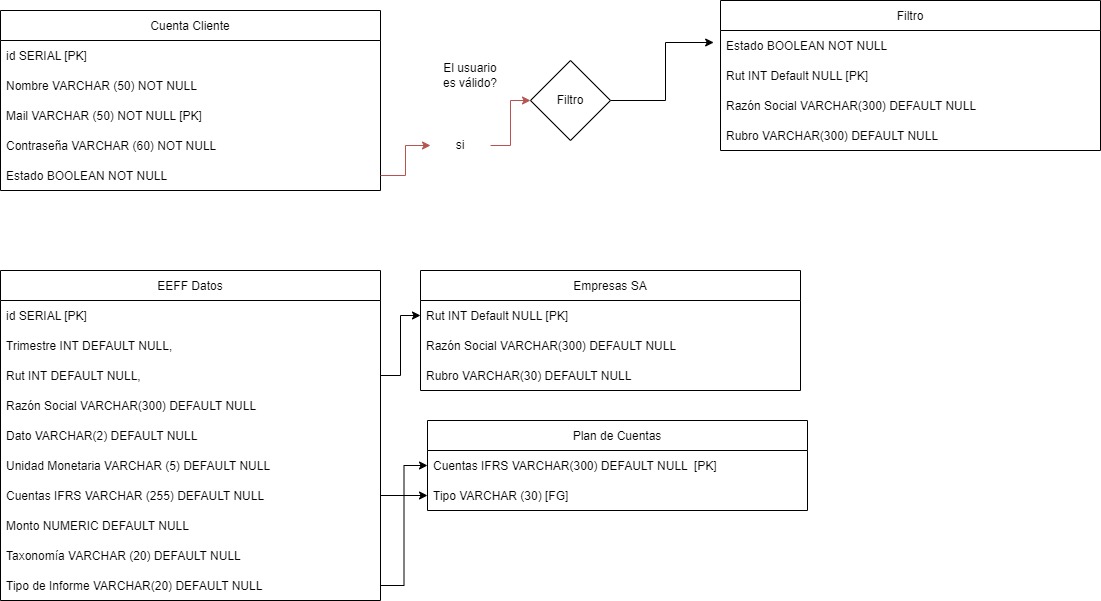 Cuenta Cliente
id SERIAL [PK]
Nombre VARCHAR (50) NOT NULL
Mail VARCHAR (50) NOT NULL [PK]
Contraseña VARCHAR (60) NOT NULL
Estado BOOLEAN NOT NULL
El usuario
es válido?
si
Filtro
Filtro
Estado BOOLEAN NOT NULL
Rut INT Default NULL [PK]
Razón Social VARCHAR(300) DEFAULT NULL
Rubro VARCHAR(300) DEFAULT NULL
EEFF Datos
id SERIAL [PK]
Trimestre INT DEFAULT NULL,
Rut INT DEFAULT NULL,
Razón Social VARCHAR(300) DEFAULT NULL
Dato VARCHAR(2) DEFAULT NULL
Unidad Monetaria VARCHAR (5) DEFAULT NULL
Cuentas IFRS VARCHAR (255) DEFAULT NULL
Monto NUMERIC DEFAULT NULL
Taxonomía VARCHAR (20) DEFAULT NULL
Tipo de Informe VARCHAR(20) DEFAULT NULL
Empresas SA
Rut INT Default NULL [PK]
Razón Social VARCHAR(300) DEFAULT NULL
Rubro VARCHAR(30) DEFAULT NULL
Plan de Cuentas
Cuentas IFRS VARCHAR(300) DEFAULT NULL  [PK]
Tipo VARCHAR (30) [FG]